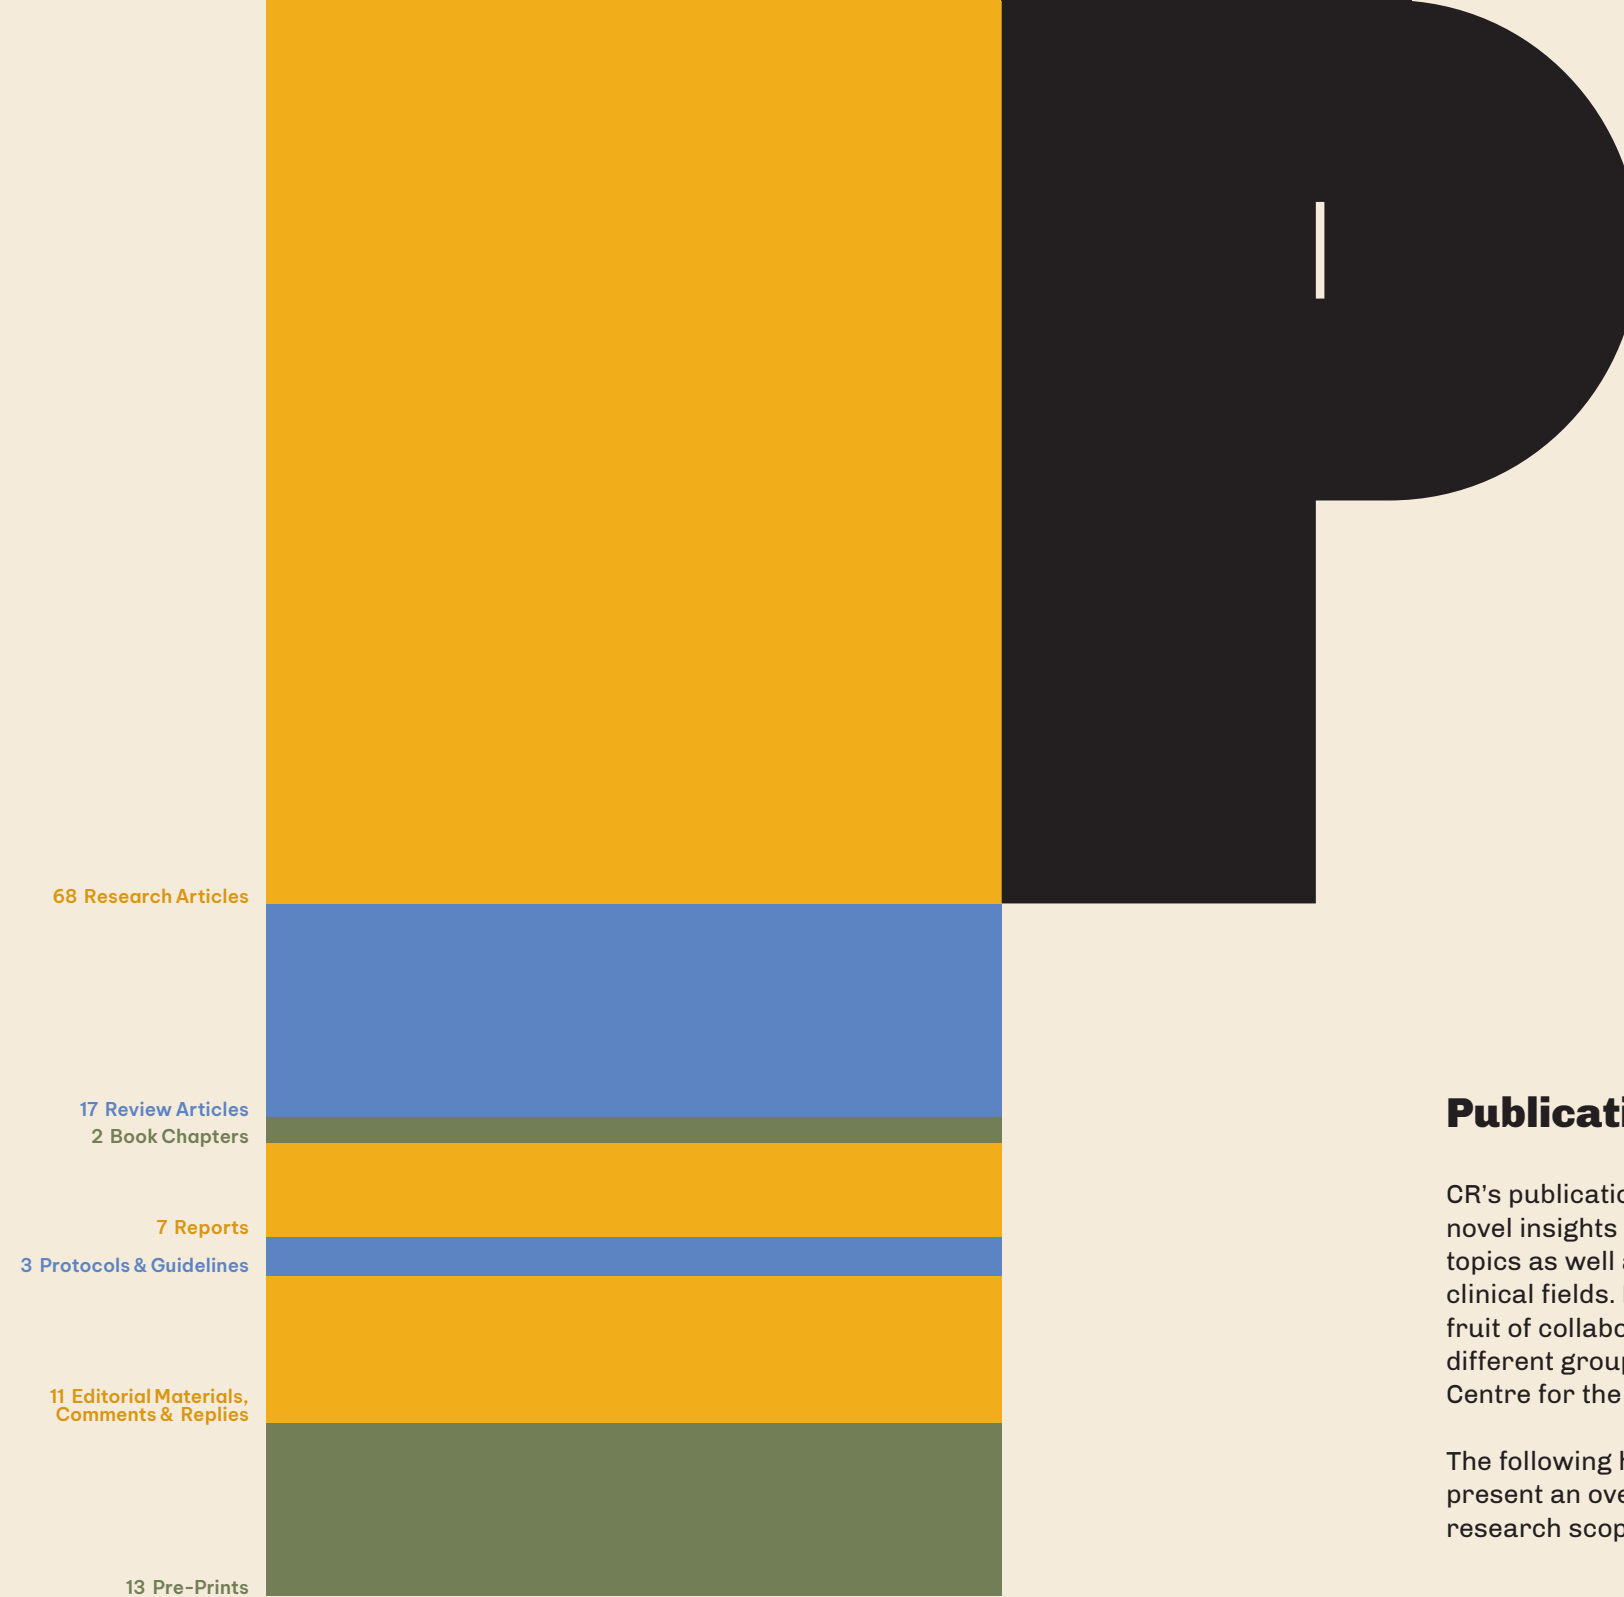 P
68 Research Articles
17 Review Articles
2 Book Chapters
7 Reports
3 Protocols & Guidelines
11 Editorial Materials,
Comments & Replies
13 Pre-Prints
Publicati
CR’s publicatio
novel insights
topics as well
clinical fields.
fruit of collabo
different group
Centre for the
The following
present an ove
research scop